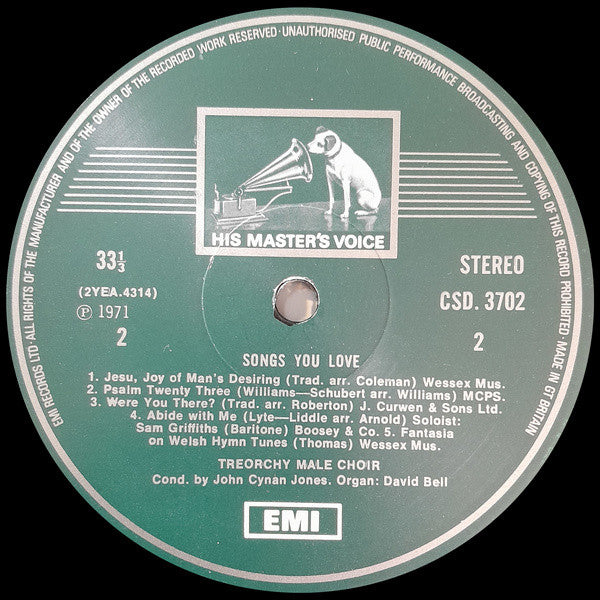 EMI RECORDS LTD · ALL RIGHTS OF THE MANUFACTURER AND OF THE OWNER OF THE RECORDED WORK RESERVED · UNAUTHORISED PUBLIC PERFORMANCE BROADCASTING AND COPYING OF THIS RECORD PROHIBITED · MADE IN GT BRITAIN
HIS MASTER'S VOICE
33⅓
STEREO
(2YEA.4314)
CSD. 3702
Ⓟ 1971
2
2
SONGS YOU LOVE
1. Jesu, Joy of Man's Desiring (Trad. arr. Coleman) Wessex Mus.
2. Psalm Twenty Three (Williams—Schubert arr. Williams) MCPS.
3. Were You There? (Trad. arr. Roberton) J. Curwen & Sons Ltd.
4. Abide with Me (Lyte—Liddle arr. Arnold) Soloist:
Sam Griffiths (Baritone) Boosey & Co. 5. Fantasia
on Welsh Hymn Tunes (Thomas) Wessex Mus.
TREORCHY MALE CHOIR
Cond. by John Cynan Jones. Organ: David Bell
EMI